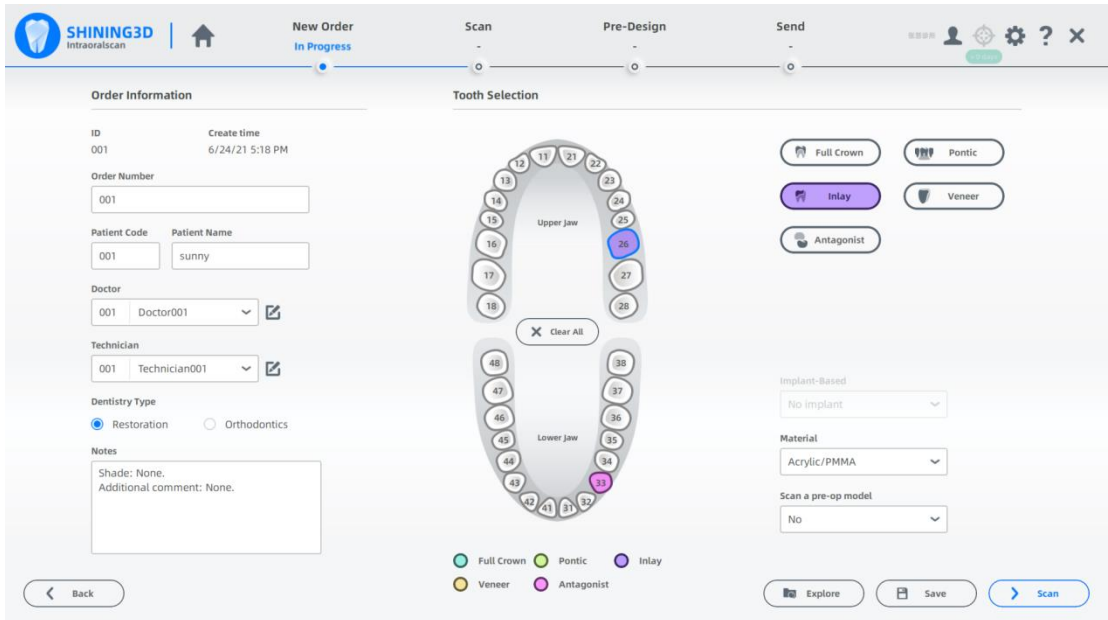 SHINING3D
Intraoralscan
New Order
In Progress
Scan
-
Pre-Design
-
Send
-
Order Information
ID
001
Create time
6/24/21 5:18 PM
Order Number
001
Patient Code
001
Patient Name
sunny
Doctor
001 Doctor001
Technician
001 Technician001
Dentistry Type
Restoration Orthodontics
Notes
Shade: None.
Additional comment: None.
Tooth Selection
11 21
12 22
13 23
14 24
15 25
Upper Jaw
16 26
17 27
18 28
Clear All
48 38
47 37
46 36
45 Lower Jaw 35
44 34
43 33
42 41 31 32
Full Crown Pontic Inlay
Veneer Antagonist
Full Crown Pontic
Inlay Veneer
Antagonist
Implant-Based
No implant
Material
Acrylic/PMMA
Scan a pre-op model
No
Back
Explore Save Scan